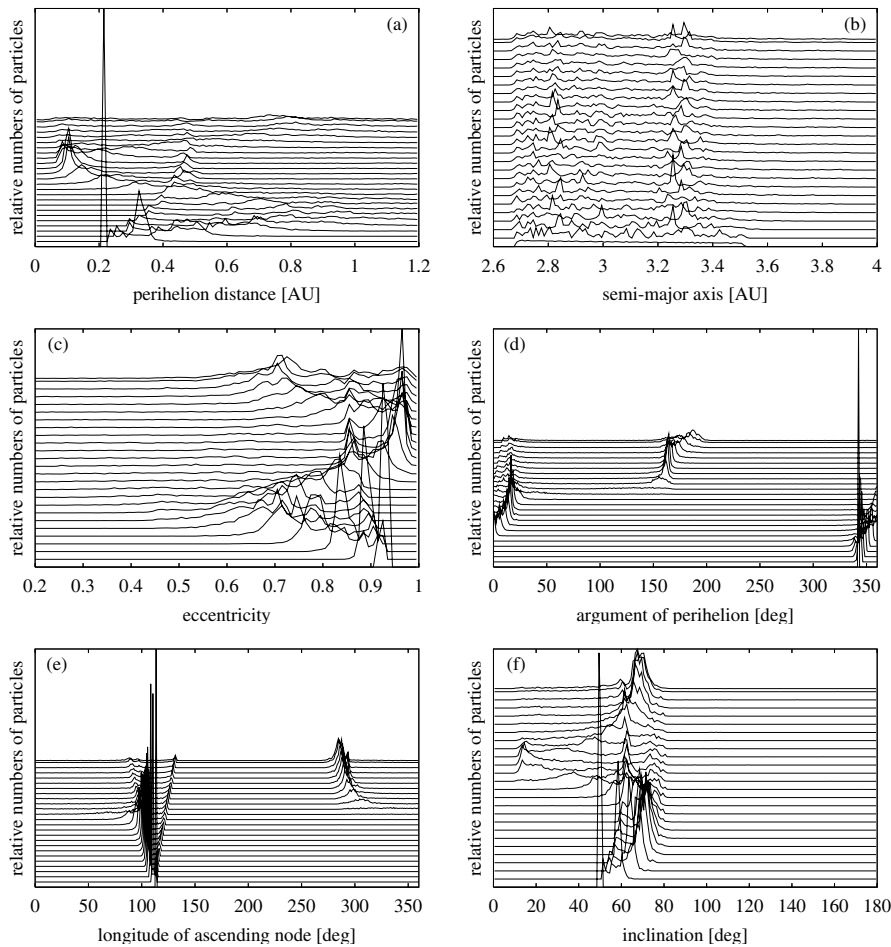 (a)
relative numbers of particles
0 0.2 0.4 0.6 0.8 1 1.2
perihelion distance [AU]
(b)
relative numbers of particles
2.6 2.8 3 3.2 3.4 3.6 3.8 4
semi-major axis [AU]
(c)
relative numbers of particles
0.2 0.3 0.4 0.5 0.6 0.7 0.8 0.9 1
eccentricity
(d)
relative numbers of particles
0 50 100 150 200 250 300 350
argument of perihelion [deg]
(e)
relative numbers of particles
0 50 100 150 200 250 300 350
longitude of ascending node [deg]
(f)
relative numbers of particles
0 20 40 60 80 100 120 140 160 180
inclination [deg]